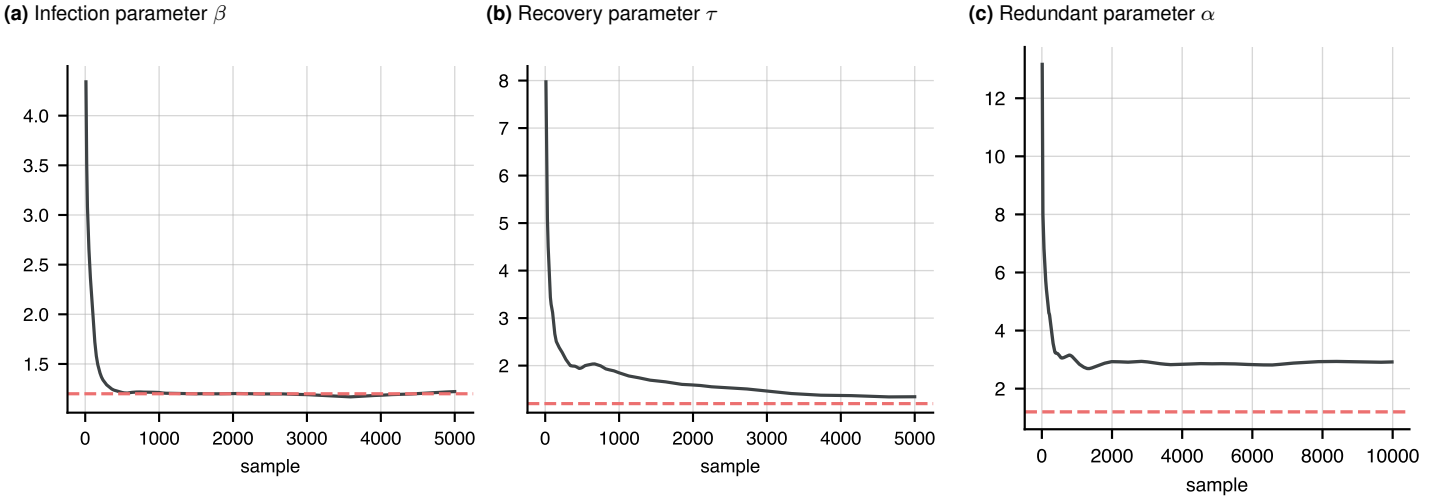 (a) Infection parameter β
4.0
3.5
3.0
2.5
2.0
1.5
0 1000 2000 3000 4000 5000
sample
(b) Recovery parameter τ
8
7
6
5
4
3
2
0 1000 2000 3000 4000 5000
sample
(c) Redundant parameter α
12
10
8
6
4
2
0 2000 4000 6000 8000 10000
sample